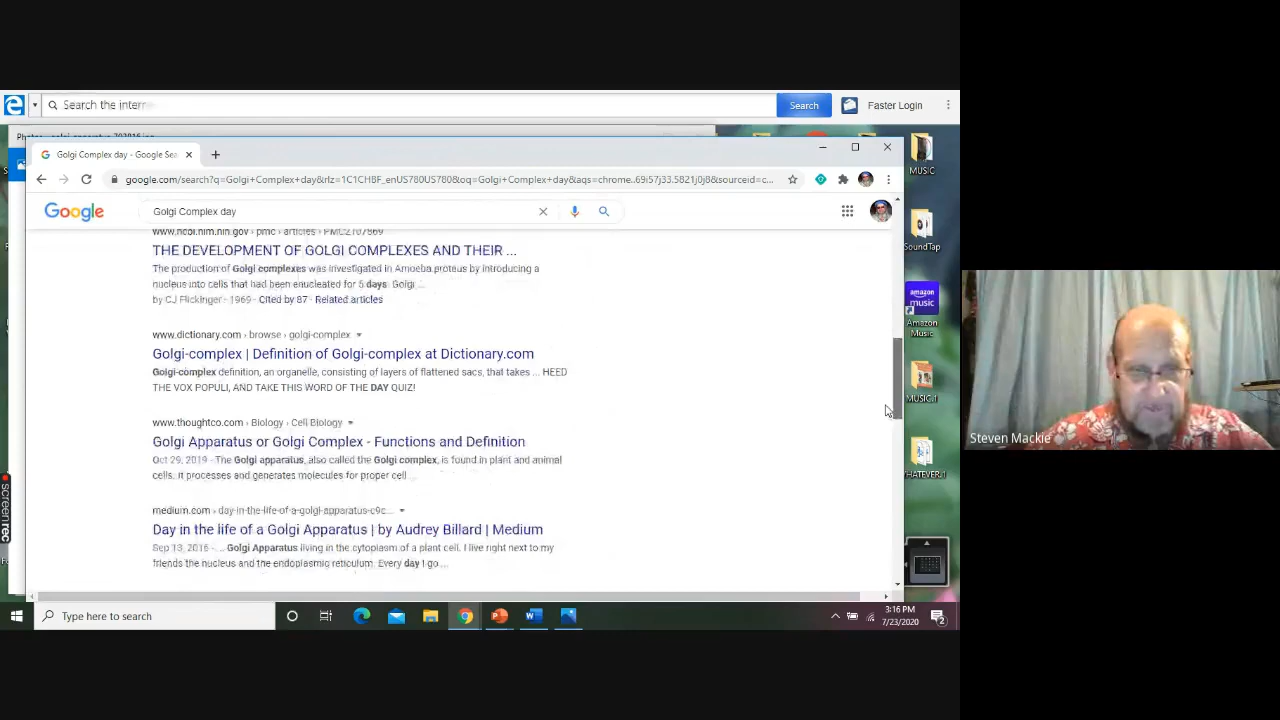 Search the intern
Search
Faster Login
Golgi Complex day - Google Sea
google.com/search?q=Golgi+Complex+day&rlz=1C1CHBF_enUS780US780&oq=Golgi+Complex+day&aqs=chrome..69i57j33.5821j0j8&sourceid=c...
Google
Golgi Complex day
www.ncbi.nlm.nih.gov › pmc › articles › PMC2107869
THE DEVELOPMENT OF GOLGI COMPLEXES AND THEIR ...
The production of Golgi complexes was investigated in Amoeba proteus by introducing a
nucleus into cells that had been enucleated for 5 days. Golgi ...
by CJ Flickinger - 1969 - Cited by 87 - Related articles
www.dictionary.com › browse › golgi-complex
Golgi-complex | Definition of Golgi-complex at Dictionary.com
Golgi-complex definition, an organelle, consisting of layers of flattened sacs, that takes ... HEED
THE VOX POPULI, AND TAKE THIS WORD OF THE DAY QUIZ!
www.thoughtco.com › Biology › Cell Biology
Golgi Apparatus or Golgi Complex - Functions and Definition
Oct 29, 2019 - The Golgi apparatus, also called the Golgi complex, is found in plant and animal
cells. It processes and generates molecules for proper cell ...
medium.com › day-in-the-life-of-a-golgi-apparatus-c9c...
Day in the life of a Golgi Apparatus | by Audrey Billard | Medium
Sep 13, 2016 - ... Golgi Apparatus living in the cytoplasm of a plant cell. I live right next to my
friends the nucleus and the endoplasmic reticulum. Every day I go ...
MUSIC
SoundTap
amazon
music
Amazon
Music
MUSIC.1
WHATEVER.1
screenrec
Type here to search
3:16 PM
7/23/2020
2
Steven Mackie